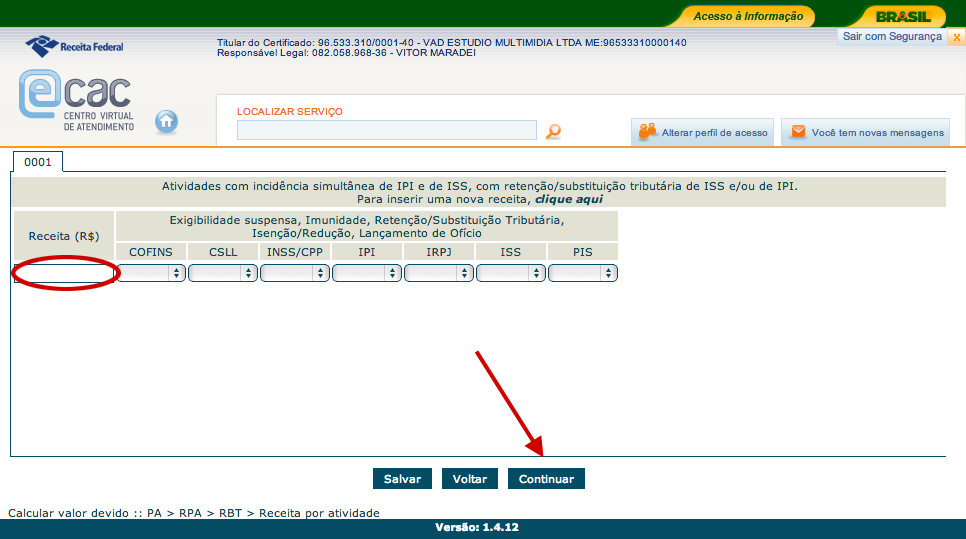 Acesso à Informação
BRASIL
Receita Federal
Titular do Certificado: 96.533.310/0001-40 - VAD ESTUDIO MULTIMIDIA LTDA ME:96533310000140
Responsável Legal: 082.058.968-36 - VITOR MARADEI
Sair com Segurança x
ecac
CENTRO VIRTUAL
DE ATENDIMENTO
LOCALIZAR SERVIÇO
Alterar perfil de acesso
Você tem novas mensagens
0001
Atividades com incidência simultânea de IPI e de ISS, com retenção/substituição tributária de ISS e/ou de IPI.
Para inserir uma nova receita, clique aqui
Receita (R$)
Exigibilidade suspensa, Imunidade, Retenção/Substituição Tributária,
Isenção/Redução, Lançamento de Ofício
COFINS CSLL INSS/CPP IPI IRPJ ISS PIS
Salvar Voltar Continuar
Calcular valor devido :: PA > RPA > RBT > Receita por atividade
Versão: 1.4.12